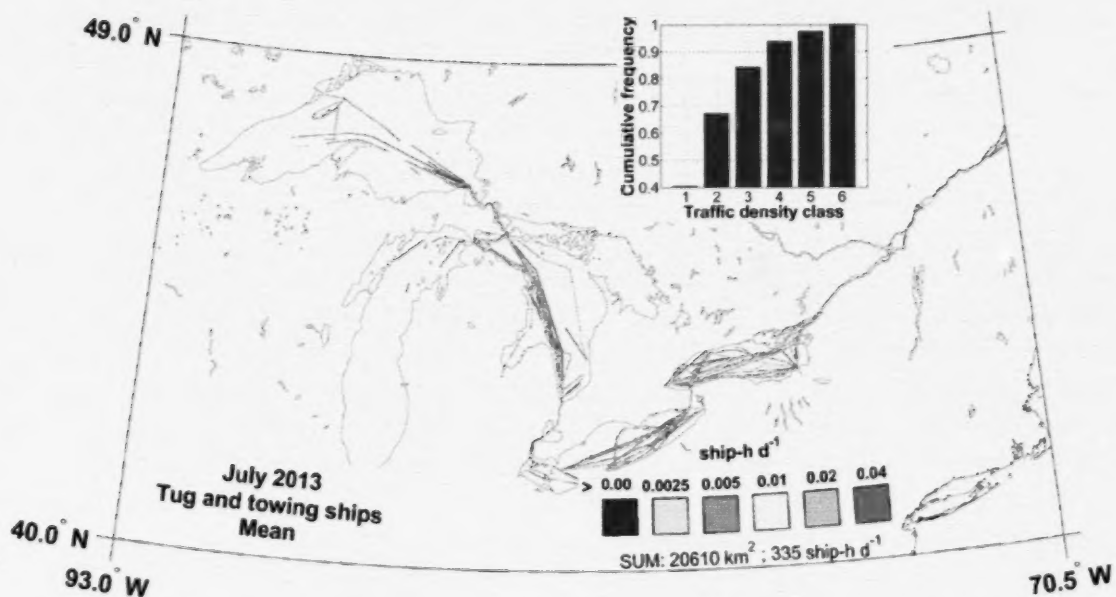 49.0° N
Cumulative frequency
1
0.9
0.8
0.7
0.6
0.5
0.4
1 2 3 4 5 6
Traffic density class
July 2013
Tug and towing ships
Mean
ship-h d⁻¹
> 0.00 0.0025 0.005 0.01 0.02 0.04
SUM: 20610 km² ; 335 ship-h d⁻¹
40.0° N
93.0° W
70.5° W